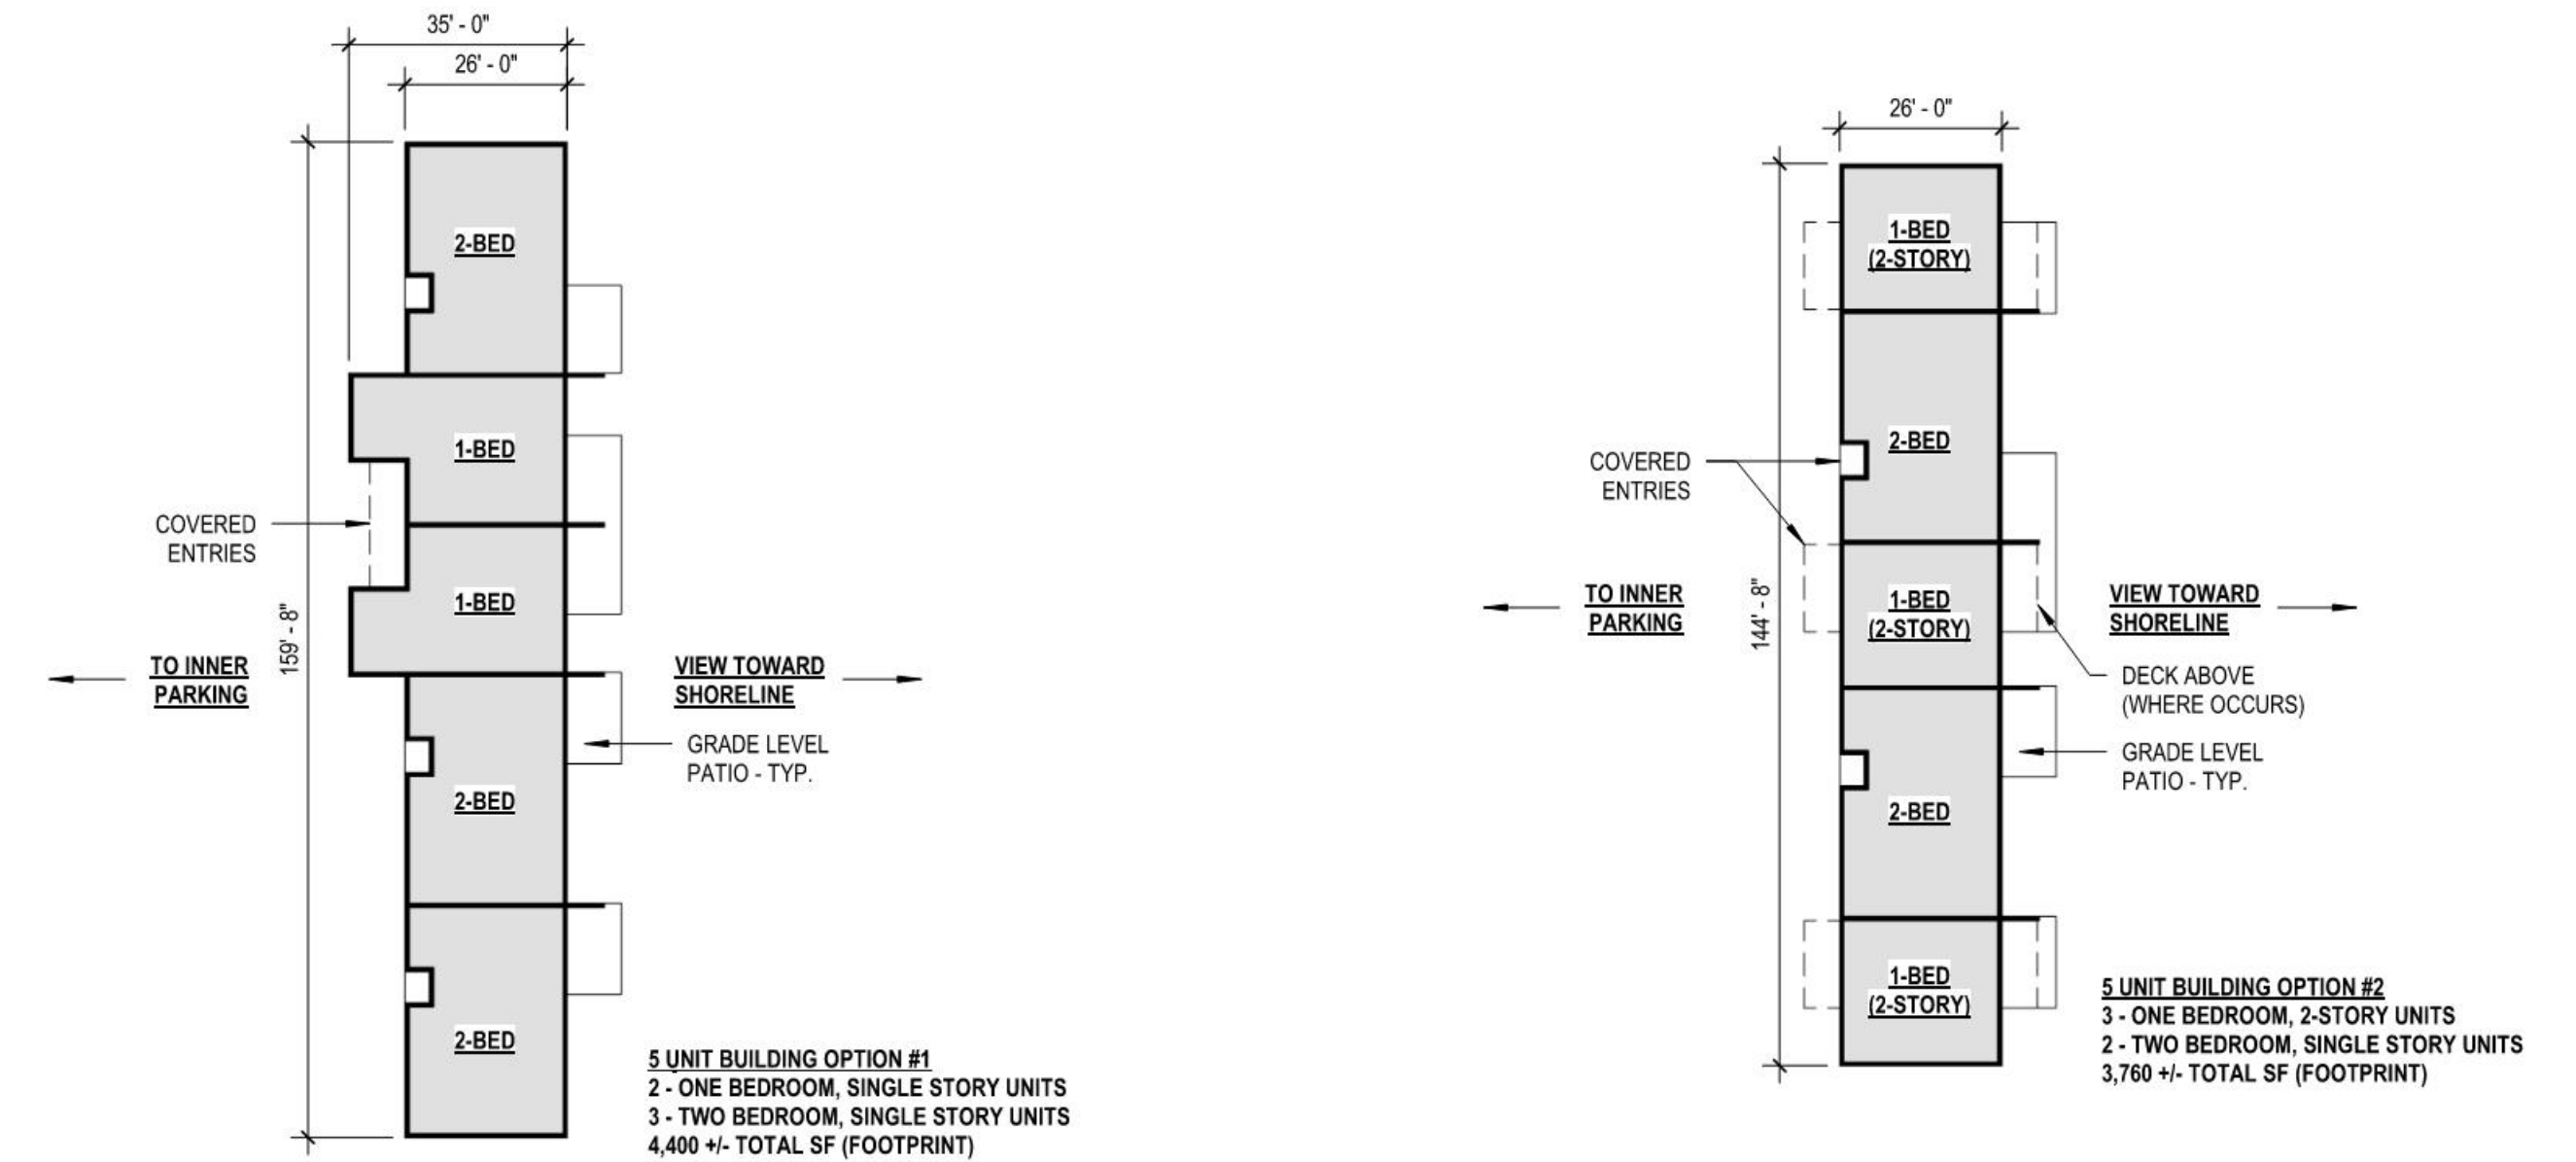 35' - 0"
26' - 0"
2-BED
1-BED
COVERED
ENTRIES
1-BED
159' - 8"
TO INNER
PARKING
VIEW TOWARD
SHORELINE
GRADE LEVEL
PATIO - TYP.
2-BED
2-BED
5 UNIT BUILDING OPTION #1
2 - ONE BEDROOM, SINGLE STORY UNITS
3 - TWO BEDROOM, SINGLE STORY UNITS
4,400 +/- TOTAL SF (FOOTPRINT)
26' - 0"
1-BED
(2-STORY)
2-BED
COVERED
ENTRIES
144' - 8"
TO INNER
PARKING
1-BED
(2-STORY)
VIEW TOWARD
SHORELINE
DECK ABOVE
(WHERE OCCURS)
GRADE LEVEL
PATIO - TYP.
2-BED
1-BED
(2-STORY)
5 UNIT BUILDING OPTION #2
3 - ONE BEDROOM, 2-STORY UNITS
2 - TWO BEDROOM, SINGLE STORY UNITS
3,760 +/- TOTAL SF (FOOTPRINT)